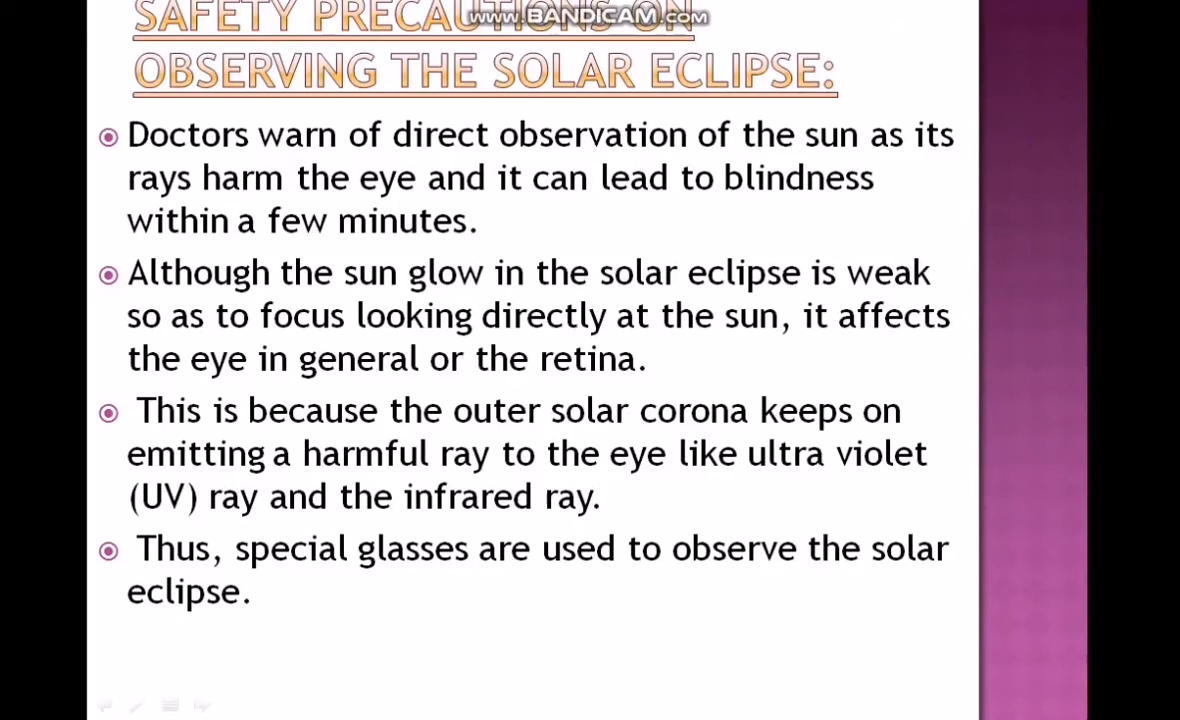 www.BANDICAM.com
SAFETY PRECAUTIONS ON
OBSERVING THE SOLAR ECLIPSE:
Doctors warn of direct observation of the sun as its
rays harm the eye and it can lead to blindness
within a few minutes.
Although the sun glow in the solar eclipse is weak
so as to focus looking directly at the sun, it affects
the eye in general or the retina.
This is because the outer solar corona keeps on
emitting a harmful ray to the eye like ultra violet
(UV) ray and the infrared ray.
Thus, special glasses are used to observe the solar
eclipse.